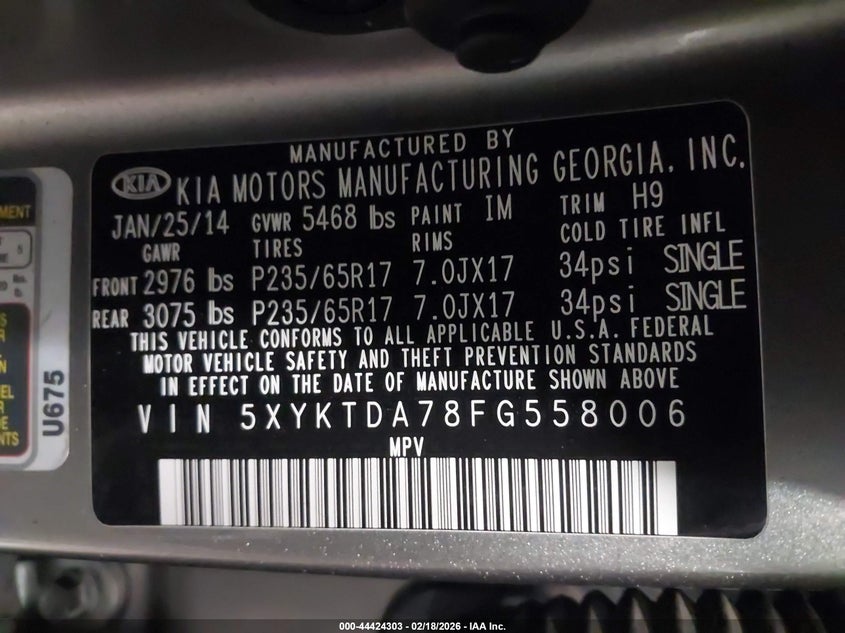 MANUFACTURED BY
KIA KIA MOTORS MANUFACTURING GEORGIA, INC.
JAN/25/14 GVWR 5468 lbs PAINT IM TRIM H9
GAWR TIRES RIMS COLD TIRE INFL
FRONT 2976 lbs P235/65R17 7.0JX17 34psi SINGLE
REAR 3075 lbs P235/65R17 7.0JX17 34psi SINGLE
THIS VEHICLE CONFORMS TO ALL APPLICABLE U.S.A. FEDERAL
MOTOR VEHICLE SAFETY AND THEFT PREVENTION STANDARDS
IN EFFECT ON THE DATE OF MANUFACTURE SHOWN ABOVE
VIN 5XYKTDA78FG558006
MPV
U675
000-44424303 - 02/18/2026 - IAA Inc.